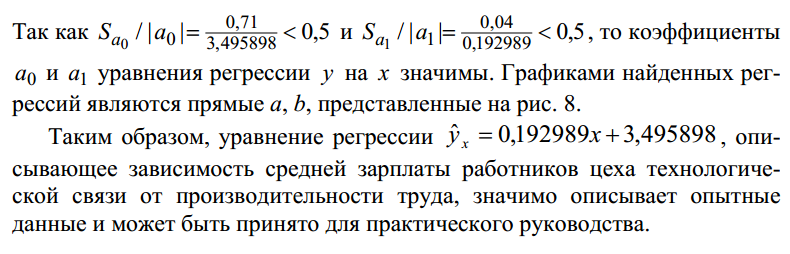 Так как S_{a_0} / |a_0| = \frac{0,71}{3,495898} < 0,5 и S_{a_1} / |a_1| = \frac{0,04}{0,192989} < 0,5, то коэффициенты
a_0 и a_1 уравнения регрессии y на x значимы. Графиками найденных рег-
рессий являются прямые a, b, представленные на рис. 8.
Таким образом, уравнение регрессии ŷ_x = 0,192989x + 3,495898, опи-
сывающее зависимость средней зарплаты работников цеха технологиче-
ской связи от производительности труда, значимо описывает опытные
данные и может быть принято для практического руководства.